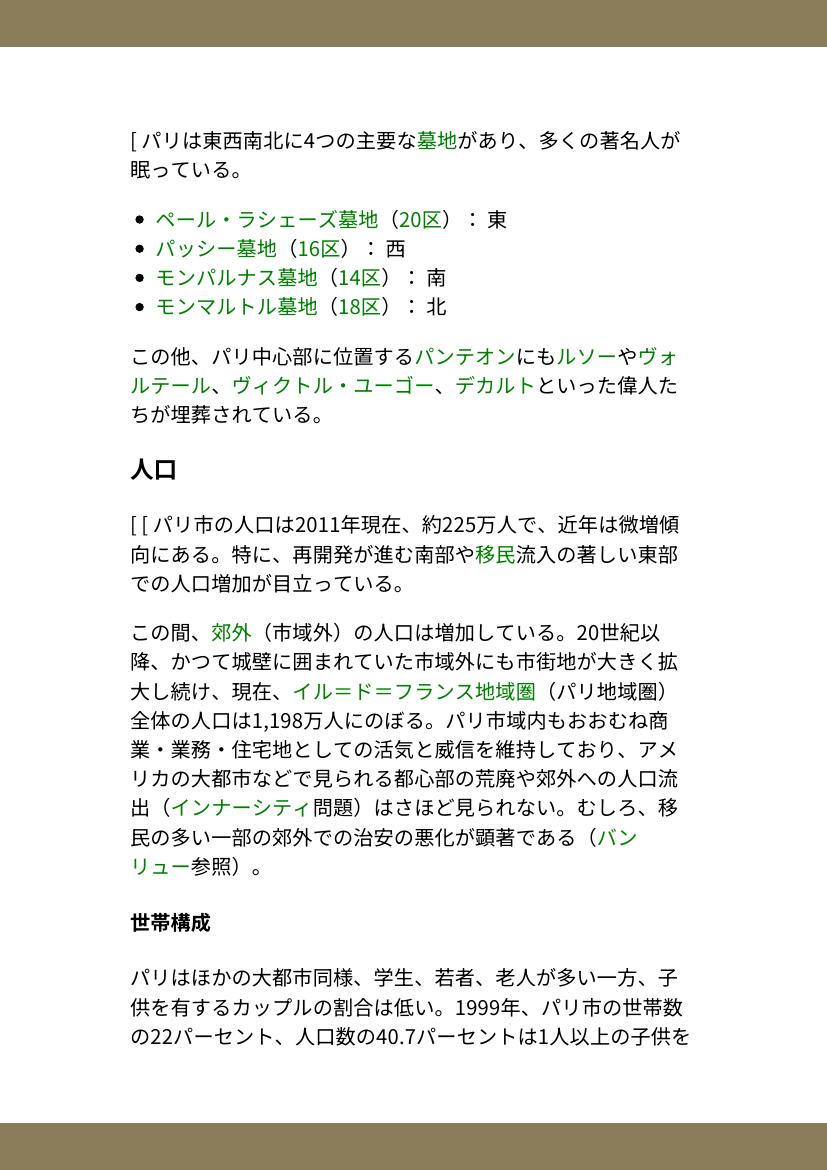 [ パリは東西南北に4つの主要な墓地があり、多くの著名人が
眠っている。
● ペール・ラシェーズ墓地（20区）： 東
● パッシー墓地（16区）： 西
● モンパルナス墓地（14区）： 南
● モンマルトル墓地（18区）： 北
この他、パリ中心部に位置するパンテオンにもルソーやヴォ
ルテール、ヴィクトル・ユーゴー、デカルトといった偉人た
ちが埋葬されている。
人口
[ [ パリ市の人口は2011年現在、約225万人で、近年は微増傾
向にある。特に、再開発が進む南部や移民流入の著しい東部
での人口増加が目立っている。
この間、郊外（市域外）の人口は増加している。20世紀以
降、かつて城壁に囲まれていた市域外にも市街地が大きく拡
大し続け、現在、イル＝ド＝フランス地域圏（パリ地域圏）
全体の人口は1,198万人にのぼる。パリ市域内もおおむね商
業・業務・住宅地としての活気と威信を維持しており、アメ
リカの大都市などで見られる都心部の荒廃や郊外への人口流
出（インナーシティ問題）はさほど見られない。むしろ、移
民の多い一部の郊外での治安の悪化が顕著である（バン
リュー参照）。
世帯構成
パリはほかの大都市同様、学生、若者、老人が多い一方、子
供を有するカップルの割合は低い。1999年、パリ市の世帯数
の22パーセント、人口数の40.7パーセントは1人以上の子供を